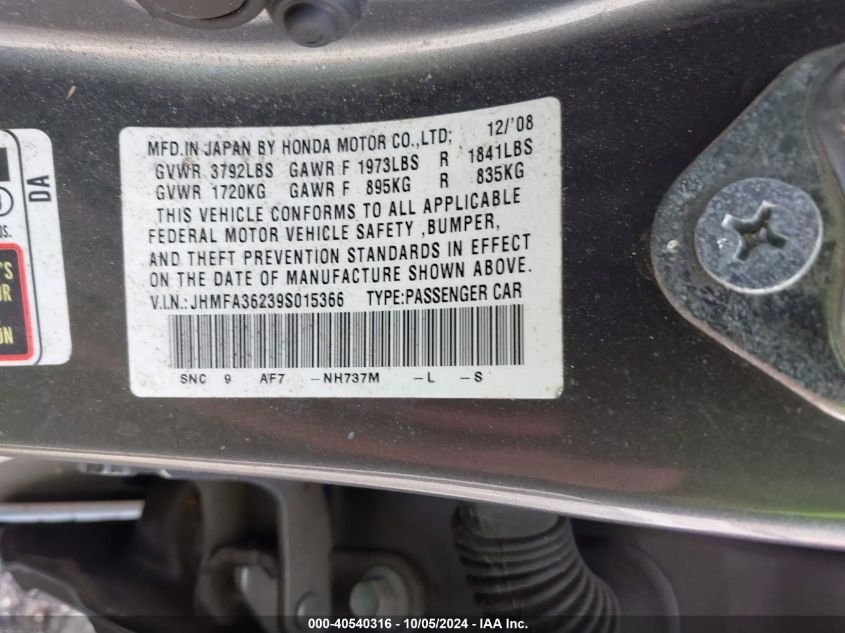 MFD.IN JAPAN BY HONDA MOTOR CO.,LTD; 12/'08
GVWR 3792LBS GAWR F 1973LBS R 1841LBS
GVWR 1720KG GAWR F 895KG R 835KG
THIS VEHICLE CONFORMS TO ALL APPLICABLE
FEDERAL MOTOR VEHICLE SAFETY ,BUMPER,
AND THEFT PREVENTION STANDARDS IN EFFECT
ON THE DATE OF MANUFACTURE SHOWN ABOVE.
V.I.N.: JHMFA36239S015366 TYPE:PASSENGER CAR
SNC 9 AF7 -NH737M -L -S
DA
000-40540316 - 10/05/2024 - IAA Inc.